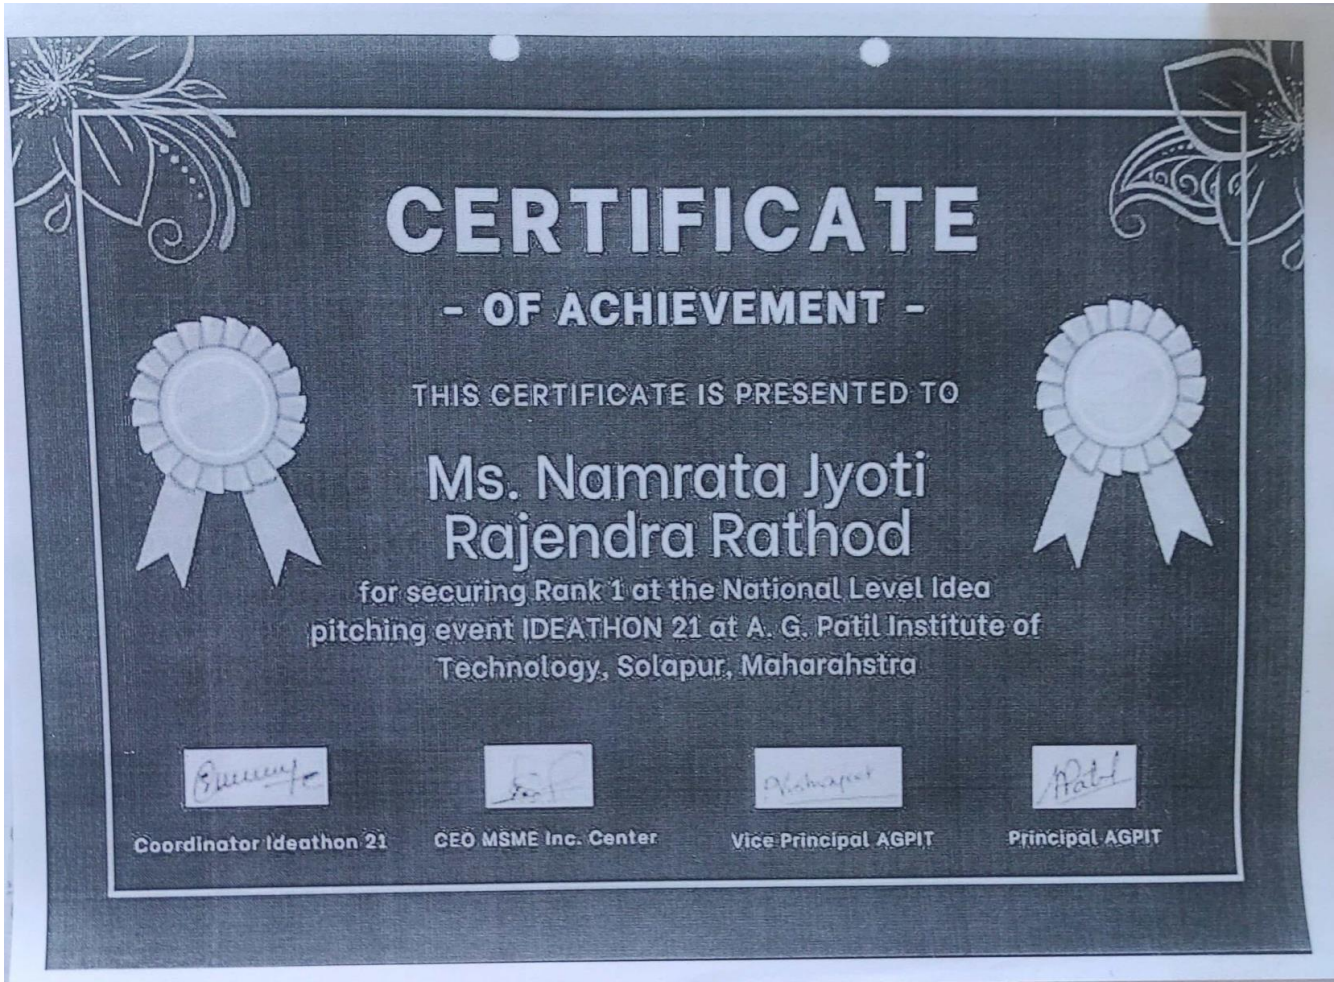 CERTIFICATE
- OF ACHIEVEMENT -
THIS CERTIFICATE IS PRESENTED TO
Ms. Namrata Jyoti
Rajendra Rathod
for securing Rank 1 at the National Level Idea
pitching event IDEATHON 21 at A. G. Patil Institute of
Technology, Solapur, Maharahstra
Coordinator Ideathon 21
CEO MSME Inc. Center
Vice Principal AGPIT
Principal AGPIT